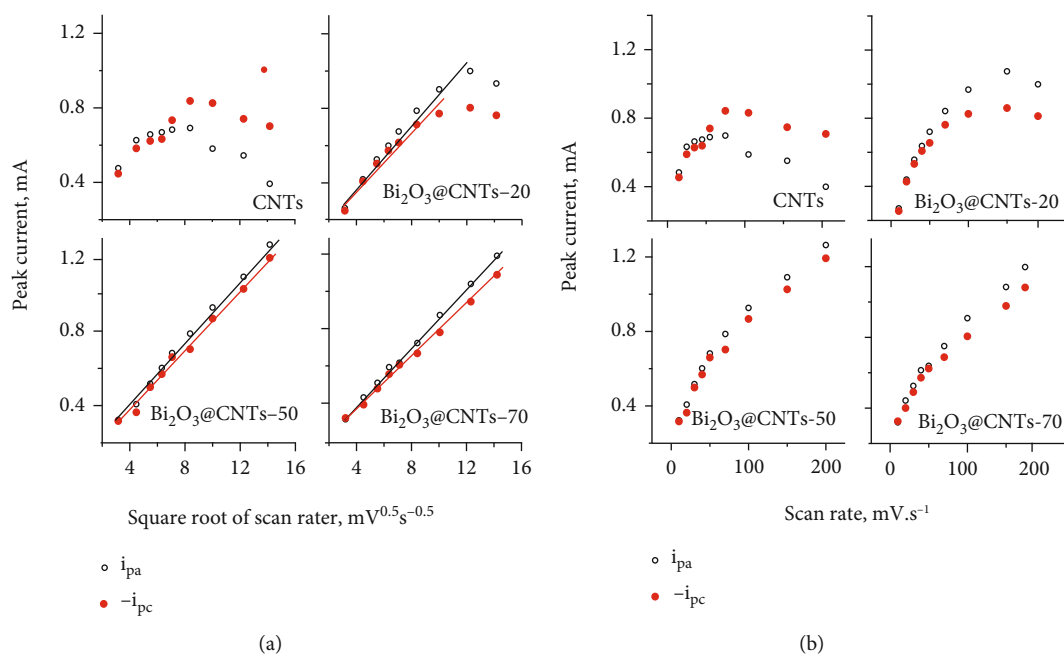 1.2
0.8
0.4
CNTs
Bi₂O₃@CNTs–20
1.2
0.8
0.4
Bi₂O₃@CNTs–50
Bi₂O₃@CNTs–70
4 8 12 16
4 8 12 16
Peak current, mA
Square root of scan rater, mV⁰·⁵s⁻⁰·⁵
iₚₐ
–iₚc
(a)
1.2
0.8
0.4
CNTs
Bi₂O₃@CNTs-20
1.2
0.8
0.4
Bi₂O₃@CNTs-50
Bi₂O₃@CNTs-70
0 100 200
0 100 200
Peak current, mA
Scan rate, mV.s⁻¹
iₚₐ
–iₚc
(b)